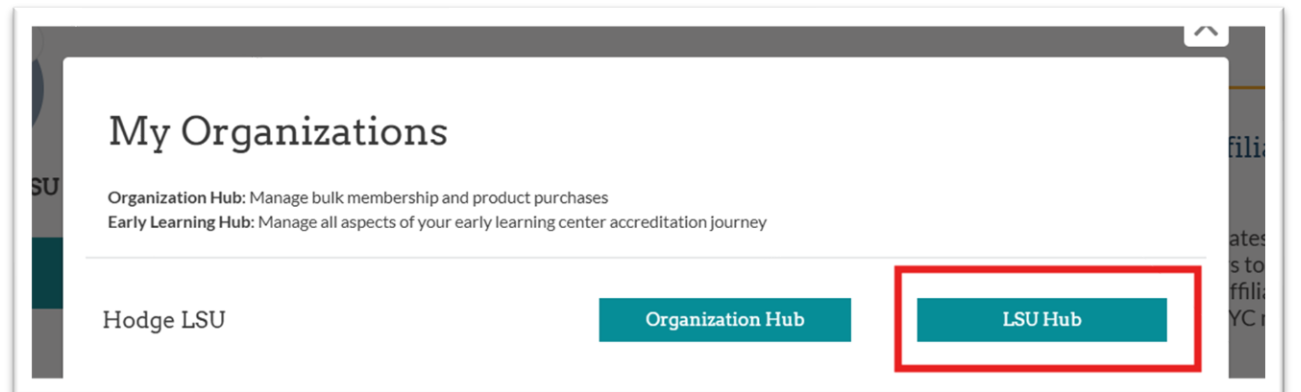 My Organizations
Organization Hub: Manage bulk membership and product purchases
Early Learning Hub: Manage all aspects of your early learning center accreditation journey
Hodge LSU
Organization Hub
LSU Hub
SU